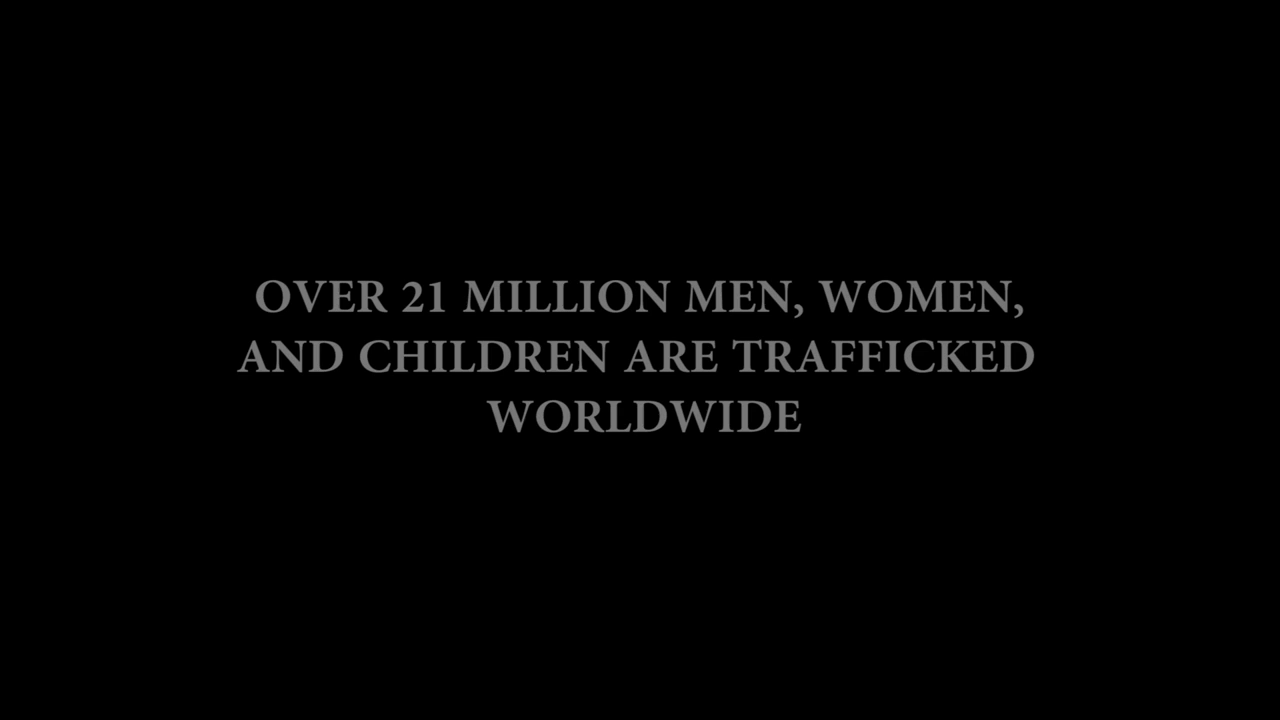 OVER 21 MILLION MEN, WOMEN,
AND CHILDREN ARE TRAFFICKED
WORLDWIDE